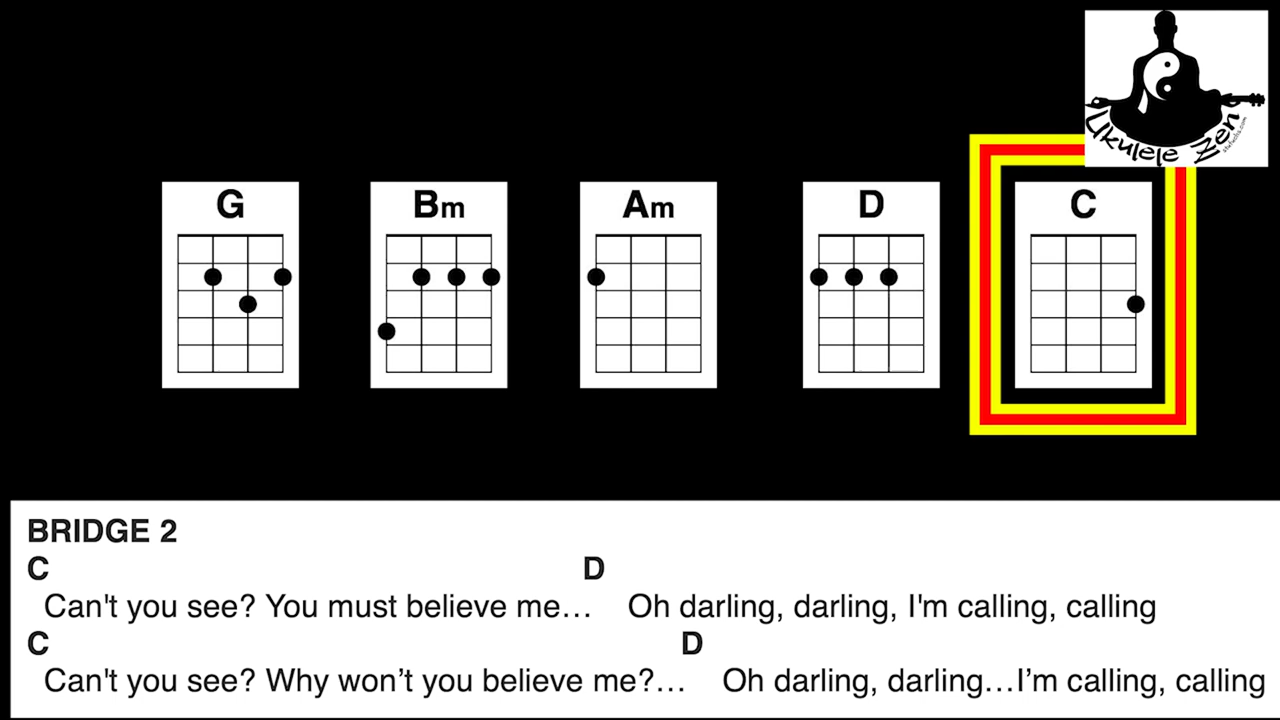 Ukulele Zen
G Bm Am D C
BRIDGE 2
C D
Can't you see? You must believe me… Oh darling, darling, I'm calling, calling
C D
Can't you see? Why won’t you believe me?… Oh darling, darling…I’m calling, calling